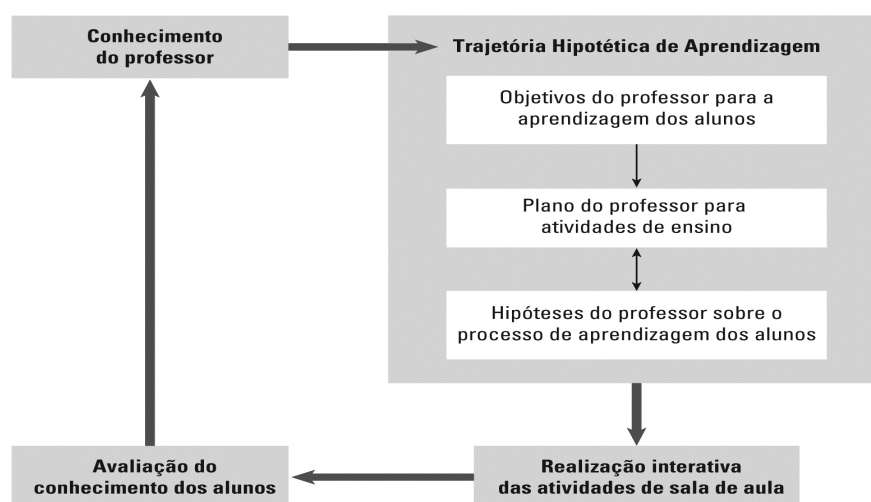 Conhecimento
do professor
Trajetória Hipotética de Aprendizagem
Objetivos do professor para a
aprendizagem dos alunos
Plano do professor para
atividades de ensino
Hipóteses do professor sobre o
processo de aprendizagem dos alunos
Avaliação do
conhecimento dos alunos
Realização interativa
das atividades de sala de aula